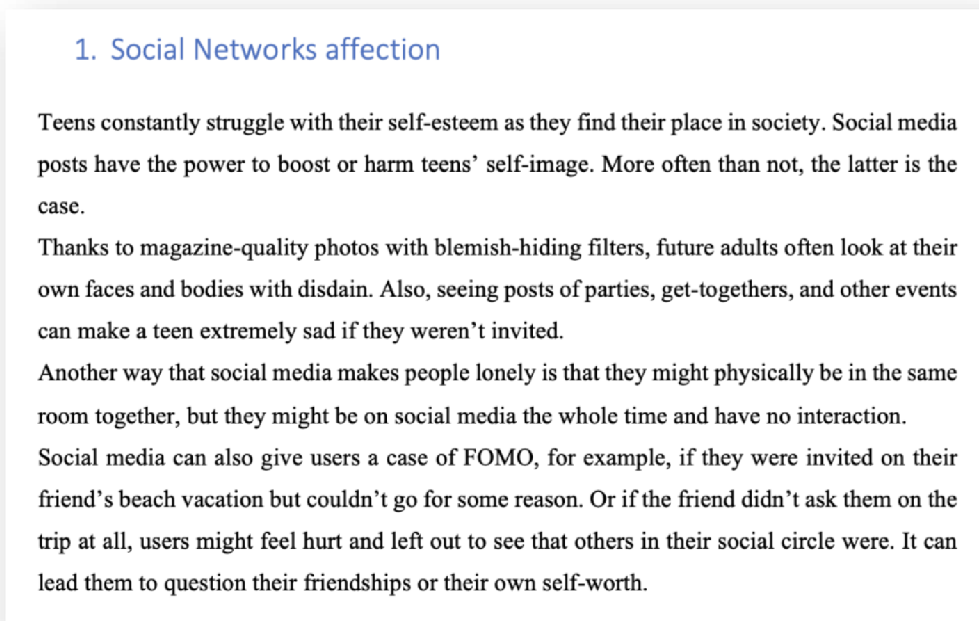 1. Social Networks affection
Teens constantly struggle with their self-esteem as they find their place in society. Social media
posts have the power to boost or harm teens’ self-image. More often than not, the latter is the
case.
Thanks to magazine-quality photos with blemish-hiding filters, future adults often look at their
own faces and bodies with disdain. Also, seeing posts of parties, get-togethers, and other events
can make a teen extremely sad if they weren’t invited.
Another way that social media makes people lonely is that they might physically be in the same
room together, but they might be on social media the whole time and have no interaction.
Social media can also give users a case of FOMO, for example, if they were invited on their
friend’s beach vacation but couldn’t go for some reason. Or if the friend didn’t ask them on the
trip at all, users might feel hurt and left out to see that others in their social circle were. It can
lead them to question their friendships or their own self-worth.